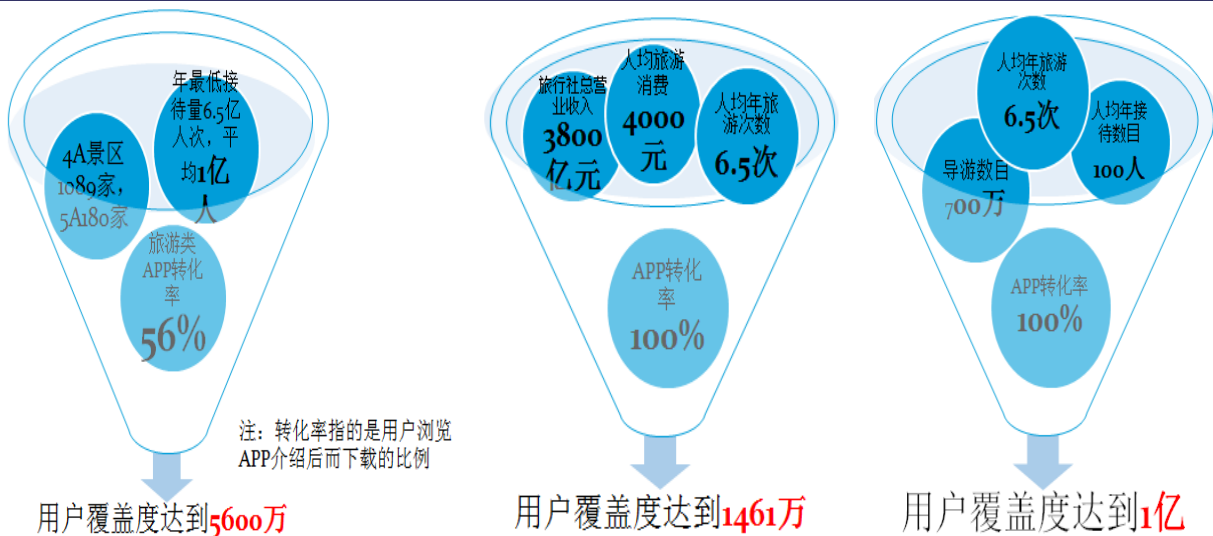 4A景区
1089家，
5A180家
年最低接
待量6.5亿
人次，平
均1亿
人
旅游类
APP转化
率
56%
注：转化率指的是用户浏览
APP介绍后而下载的比例
用户覆盖度达到5600万
旅行社总营
业收入
3800
亿元
人均旅游
消费
4000
元
人均年旅
游次数
6.5次
APP转化
率
100%
用户覆盖度达到1461万
导游数目
700万
人均年旅游
次数
6.5次
人均年接
待数目
100人
APP转化率
100%
用户覆盖度达到1亿